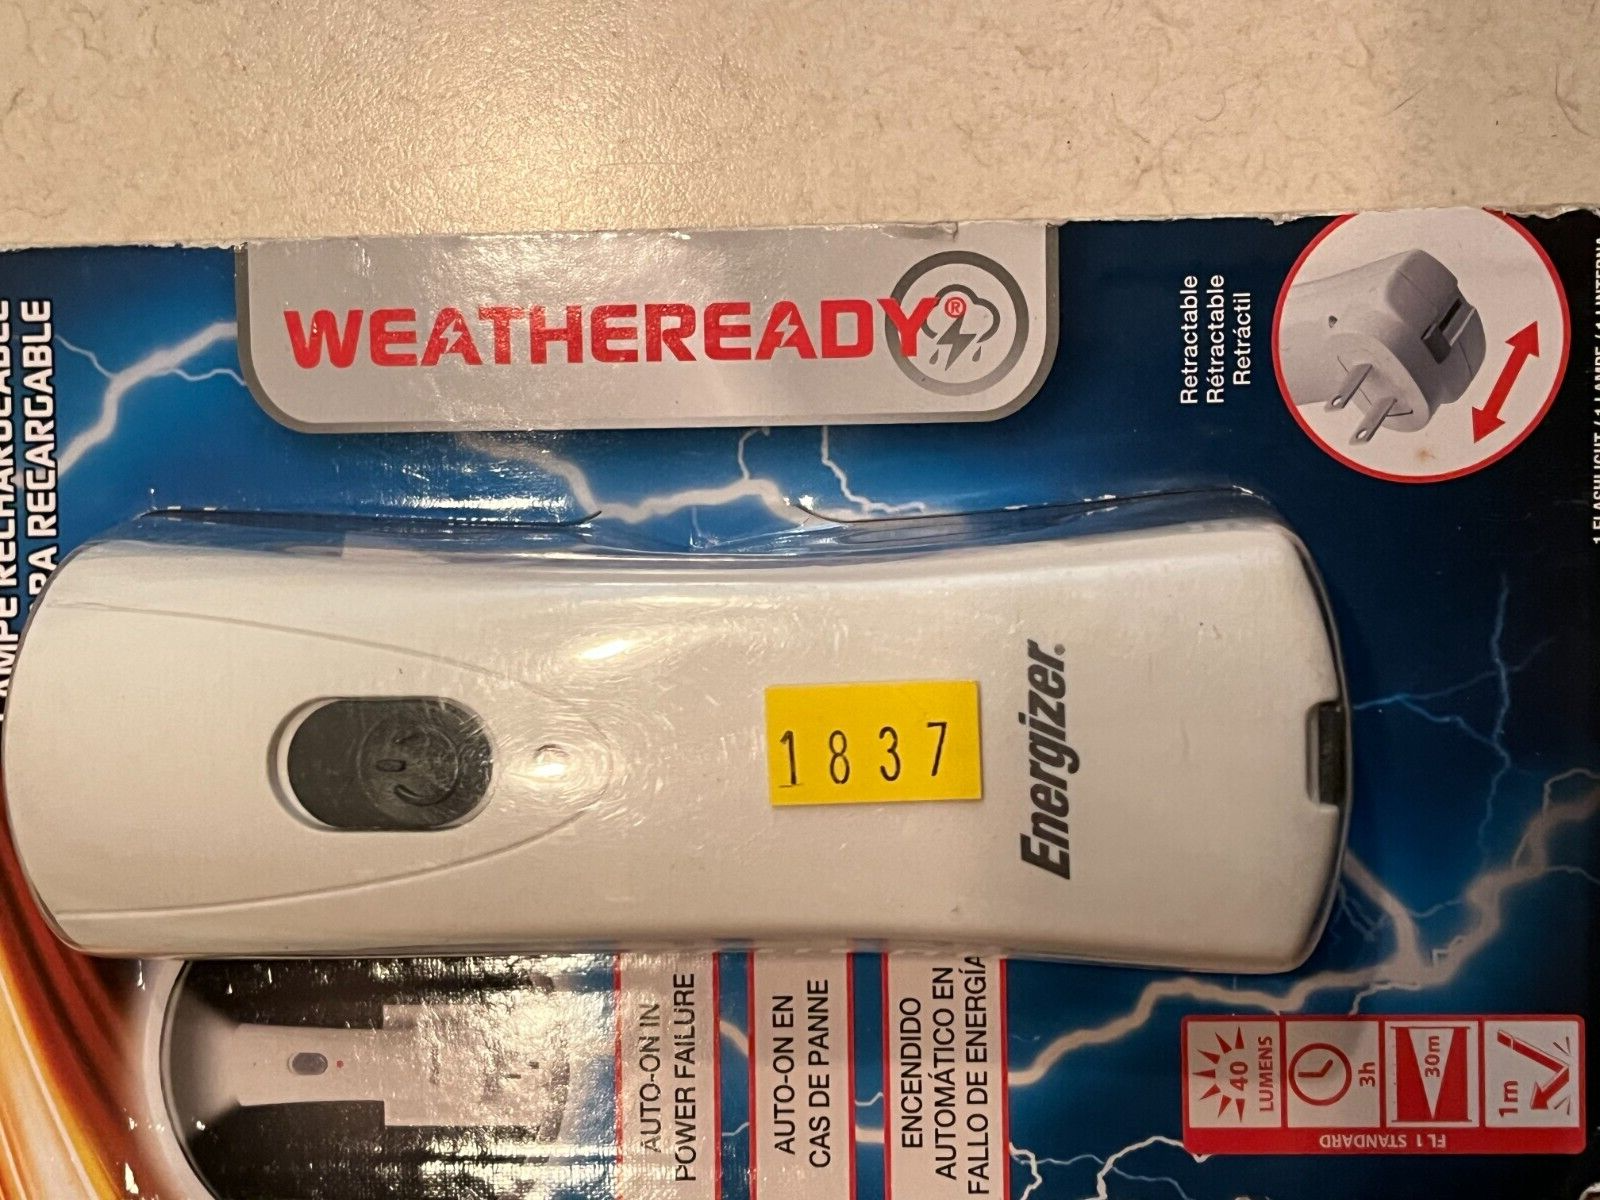 WEATHEREADY®
Retractable
Rétractable
Retráctil
RECARGABLE
1837
Energizer®
AUTO-ON IN
POWER FAILURE
AUTO-ON EN
CAS DE PANNE
ENCENDIDO
AUTOMÁTICO EN
FALLO DE ENERGÍA
40
LUMENS
3h
30m
1m
FL 1 STANDARD